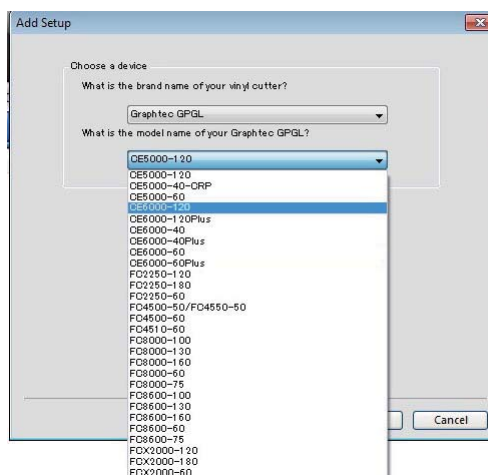 Add Setup
Choose a device
What is the brand name of your vinyl cutter?
Graphtec GPGL
What is the model name of your Graphtec GPGL?
CE5000-120
CE5000-120
CE5000-40-CRP
CE5000-60
CE6000-120
CE6000-120Plus
CE6000-40
CE6000-40Plus
CE6000-60
CE6000-60Plus
FC2250-120
FC2250-180
FC2250-60
FC4500-50/FC4550-50
FC4500-60
FC4510-60
FC8000-100
FC8000-130
FC8000-160
FC8000-60
FC8000-75
FC8600-100
FC8600-130
FC8600-160
FC8600-60
FC8600-75
FCX2000-120
FCX2000-180
FCX2000-60
Cancel